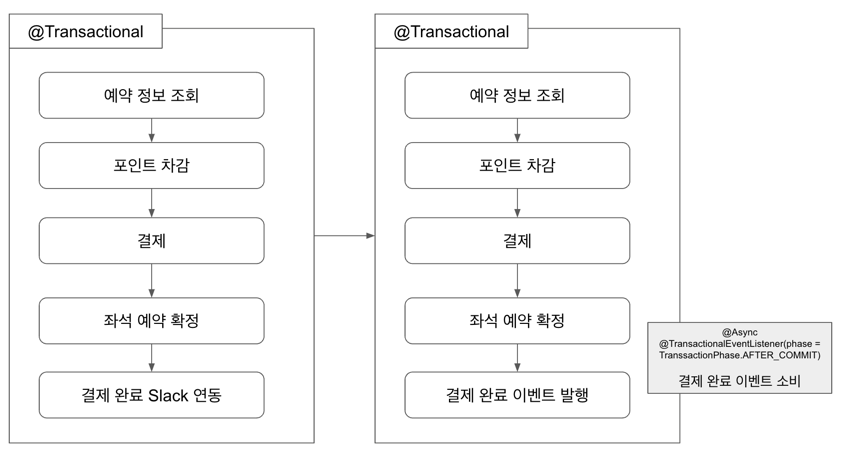 @Transactional
예약 정보 조회
포인트 차감
결제
좌석 예약 확정
결제 완료 Slack 연동
@Transactional
예약 정보 조회
포인트 차감
결제
좌석 예약 확정
결제 완료 이벤트 발행
@Async
@TransactionalEventListener(phase =
TranssactionPhase.AFTER_COMMIT)
결제 완료 이벤트 소비